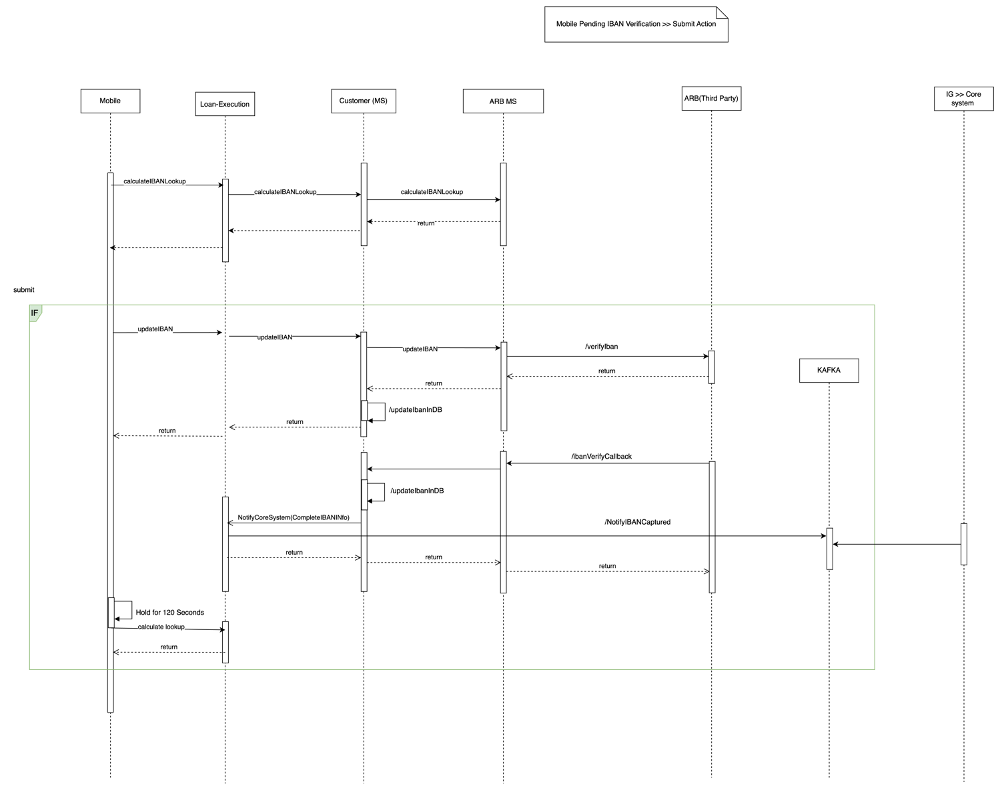 Mobile Pending IBAN Verification >> Submit Action
Mobile
Loan-Execution
Customer (MS)
ARB MS
ARB(Third Party)
IG >> Core
system
calculateIBANLookup
calculateIBANLookup
calculateIBANLookup
return
submit
IF
updateIBAN
updateIBAN
updateIBAN
/verifyIban
return
KAFKA
return
/updateIbanInDB
return
return
/ibanVerifyCallback
/updateIbanInDB
NotifyCoreSystem(CompleteIBANINfo)
/NotifyIBANCaptured
return
return
return
Hold for 120 Seconds
calculate lookup
return